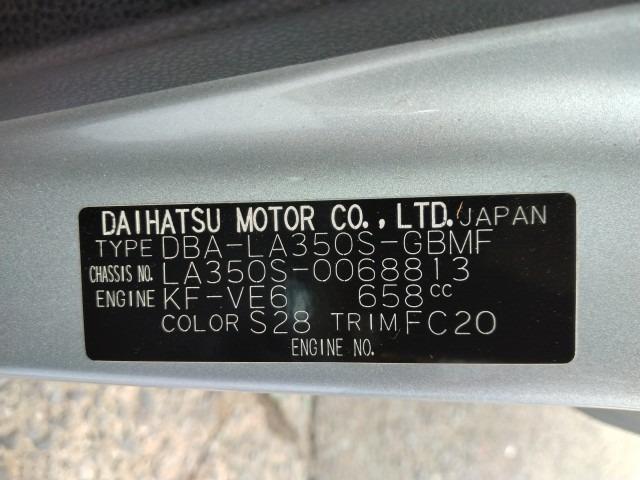 DAIHATSU MOTOR CO., LTD. JAPAN
TYPE DBA-LA350S-GBMF
CHASSIS NO. LA350S-0068813
ENGINE KF-VE6 658cc
COLOR S28 TRIM FC20
ENGINE NO.